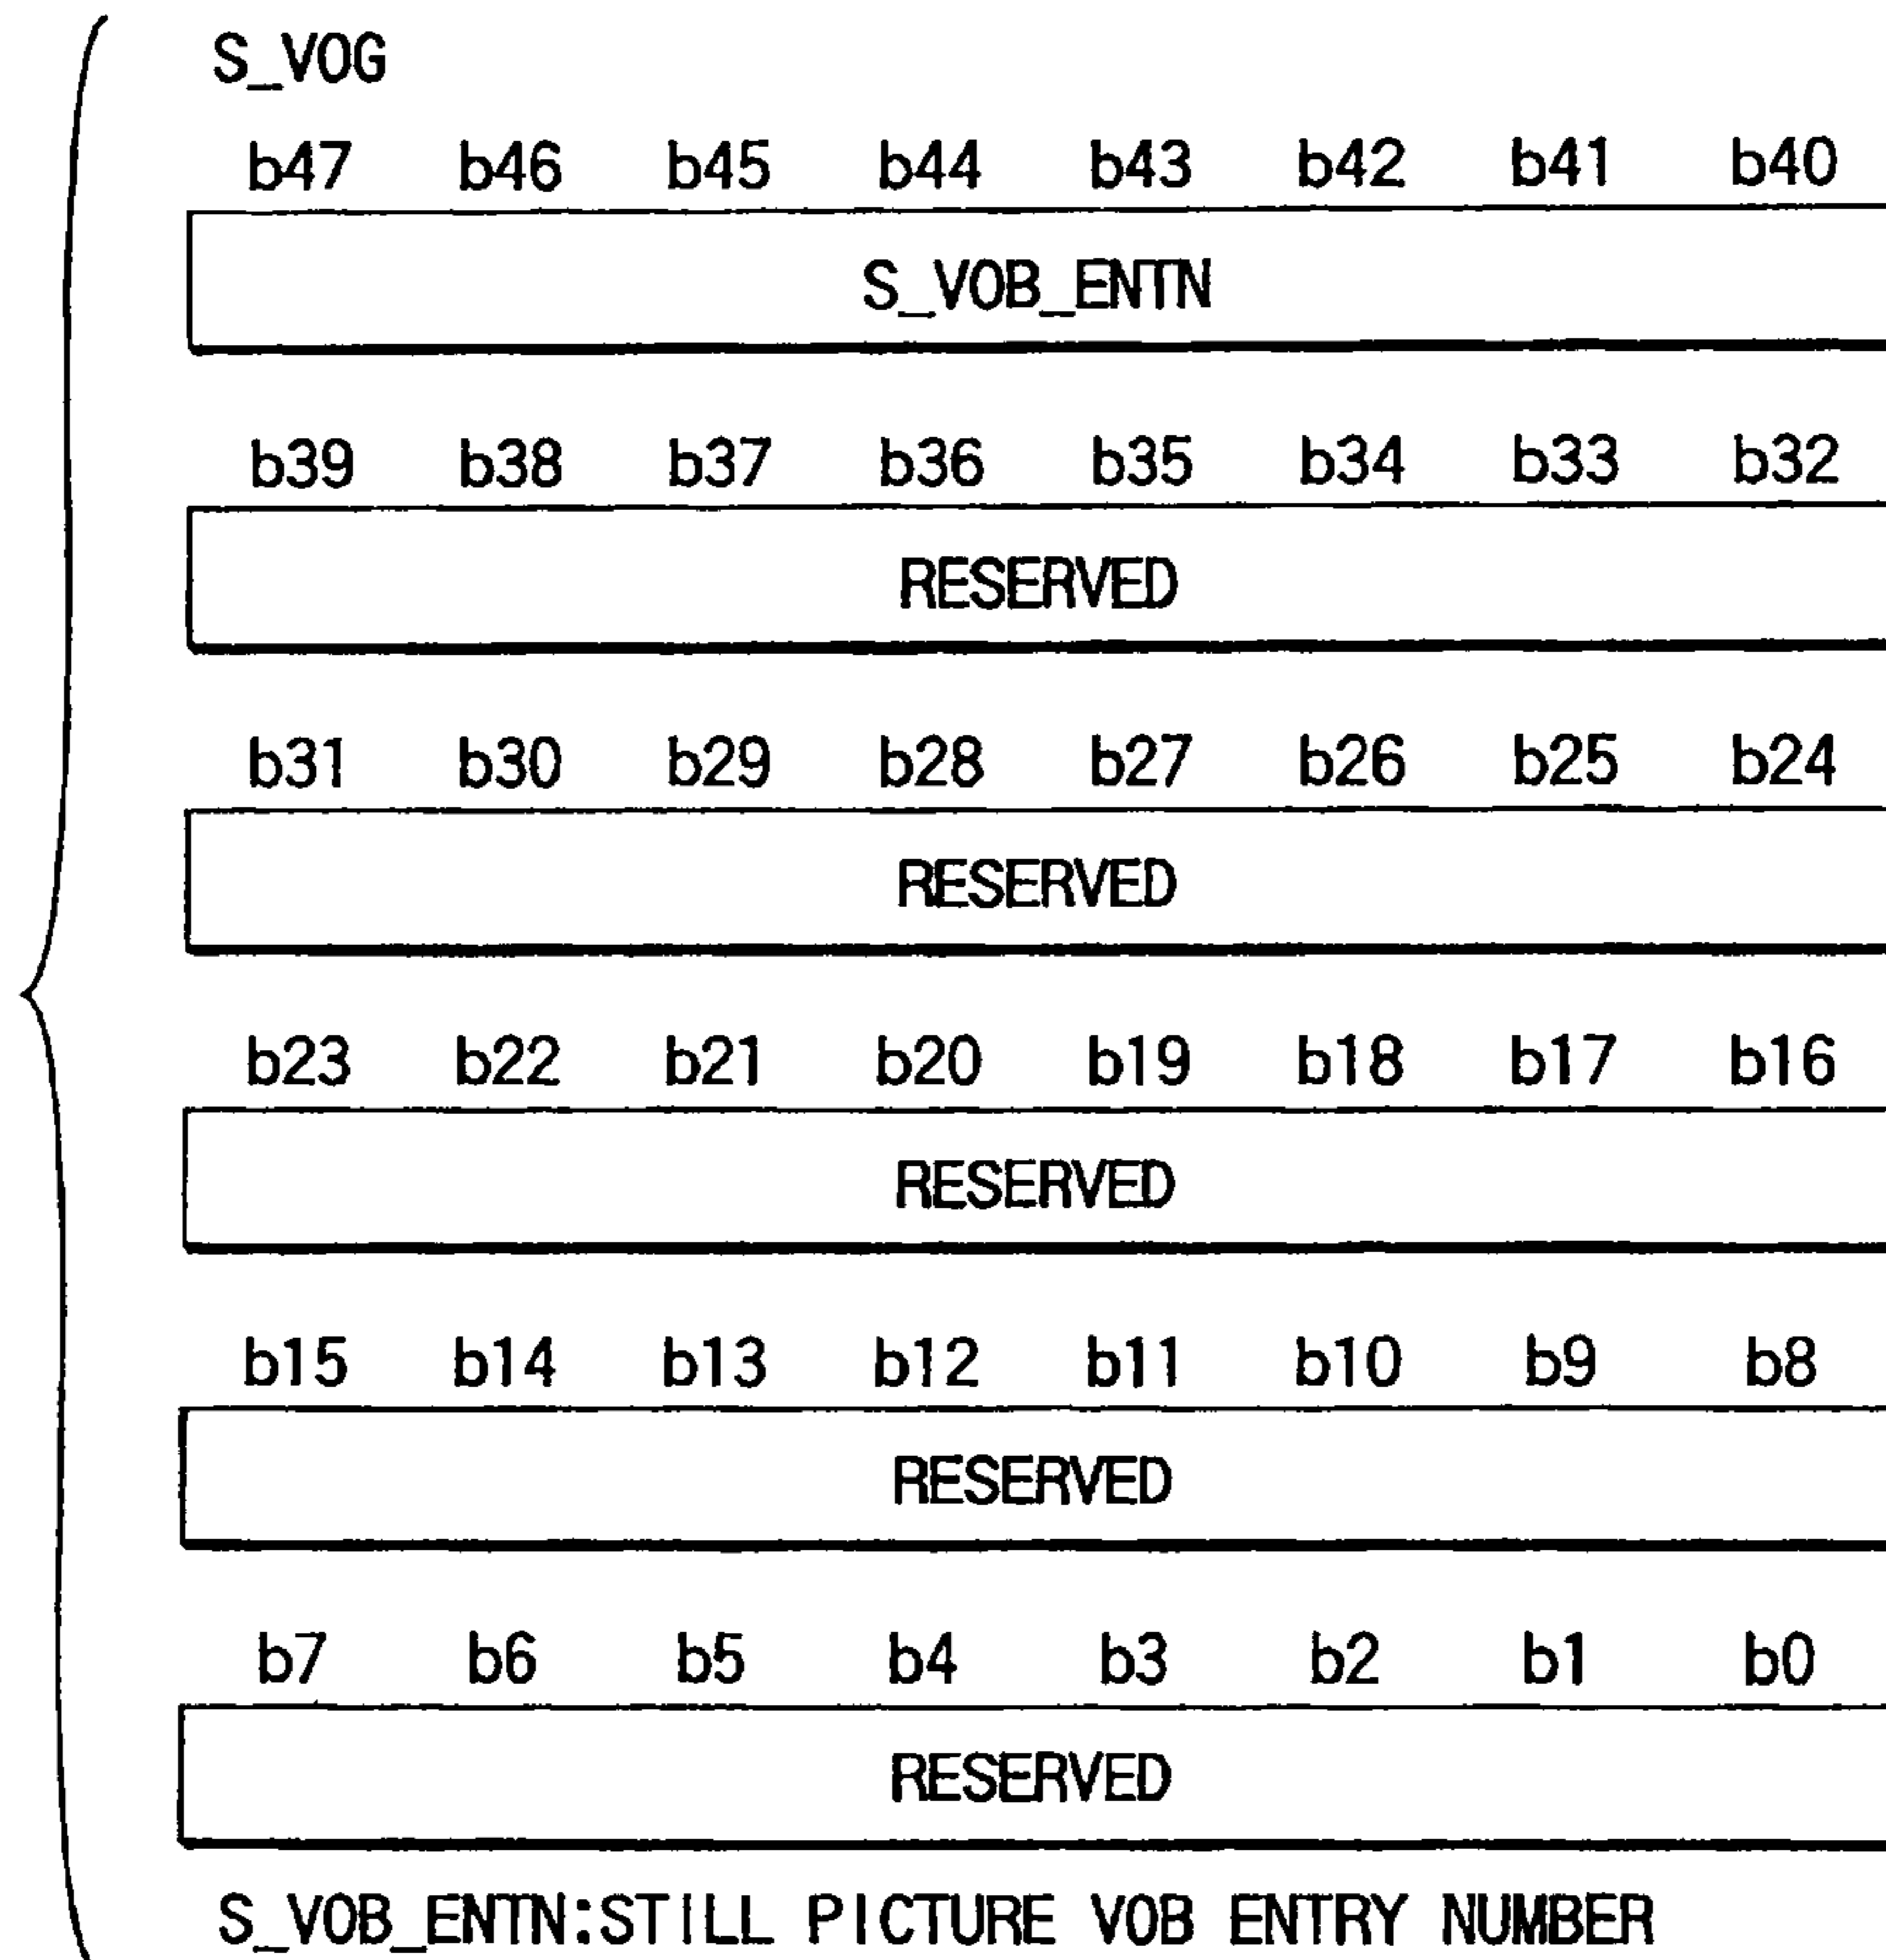 S_VOG
b47 b46 b45 b44 b43 b42 b41 b40
S_VOB_ENTN
b39 b38 b37 b36 b35 b34 b33 b32
RESERVED
b31 b30 b29 b28 b27 b26 b25 b24
RESERVED
b23 b22 b21 b20 b19 b18 b17 b16
RESERVED
b15 b14 b13 b12 b11 b10 b9 b8
RESERVED
b7 b6 b5 b4 b3 b2 b1 b0
RESERVED
S_VOB_ENTN:STILL PICTURE VOB ENTRY NUMBER